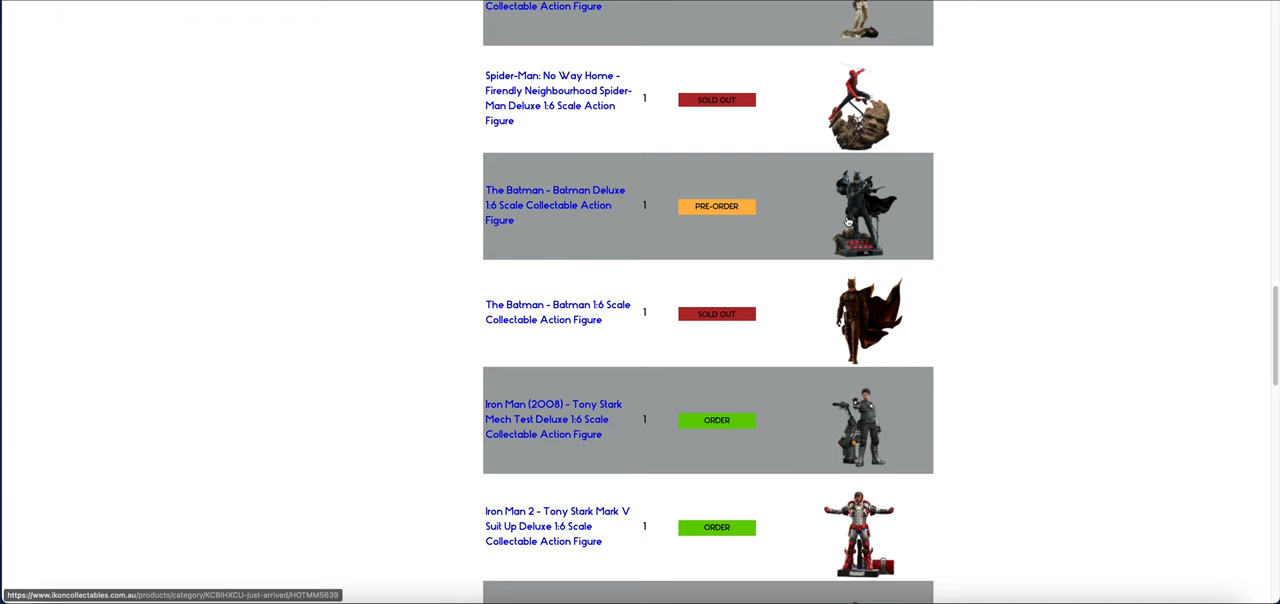 Collectable Action Figure
Spider-Man: No Way Home -
Firendly Neighbourhood Spider-
Man Deluxe 1:6 Scale Action
Figure
1
SOLD OUT
The Batman - Batman Deluxe
1:6 Scale Collectable Action
Figure
1
PRE-ORDER
The Batman - Batman 1:6 Scale
Collectable Action Figure
1
SOLD OUT
Iron Man (2008) - Tony Stark
Mech Test Deluxe 1:6 Scale
Collectable Action Figure
1
ORDER
Iron Man 2 - Tony Stark Mark V
Suit Up Deluxe 1:6 Scale
Collectable Action Figure
1
ORDER
https://www.ikoncollectables.com.au/products/category/KCBIHXCU-just-arrived/HOTMMS639